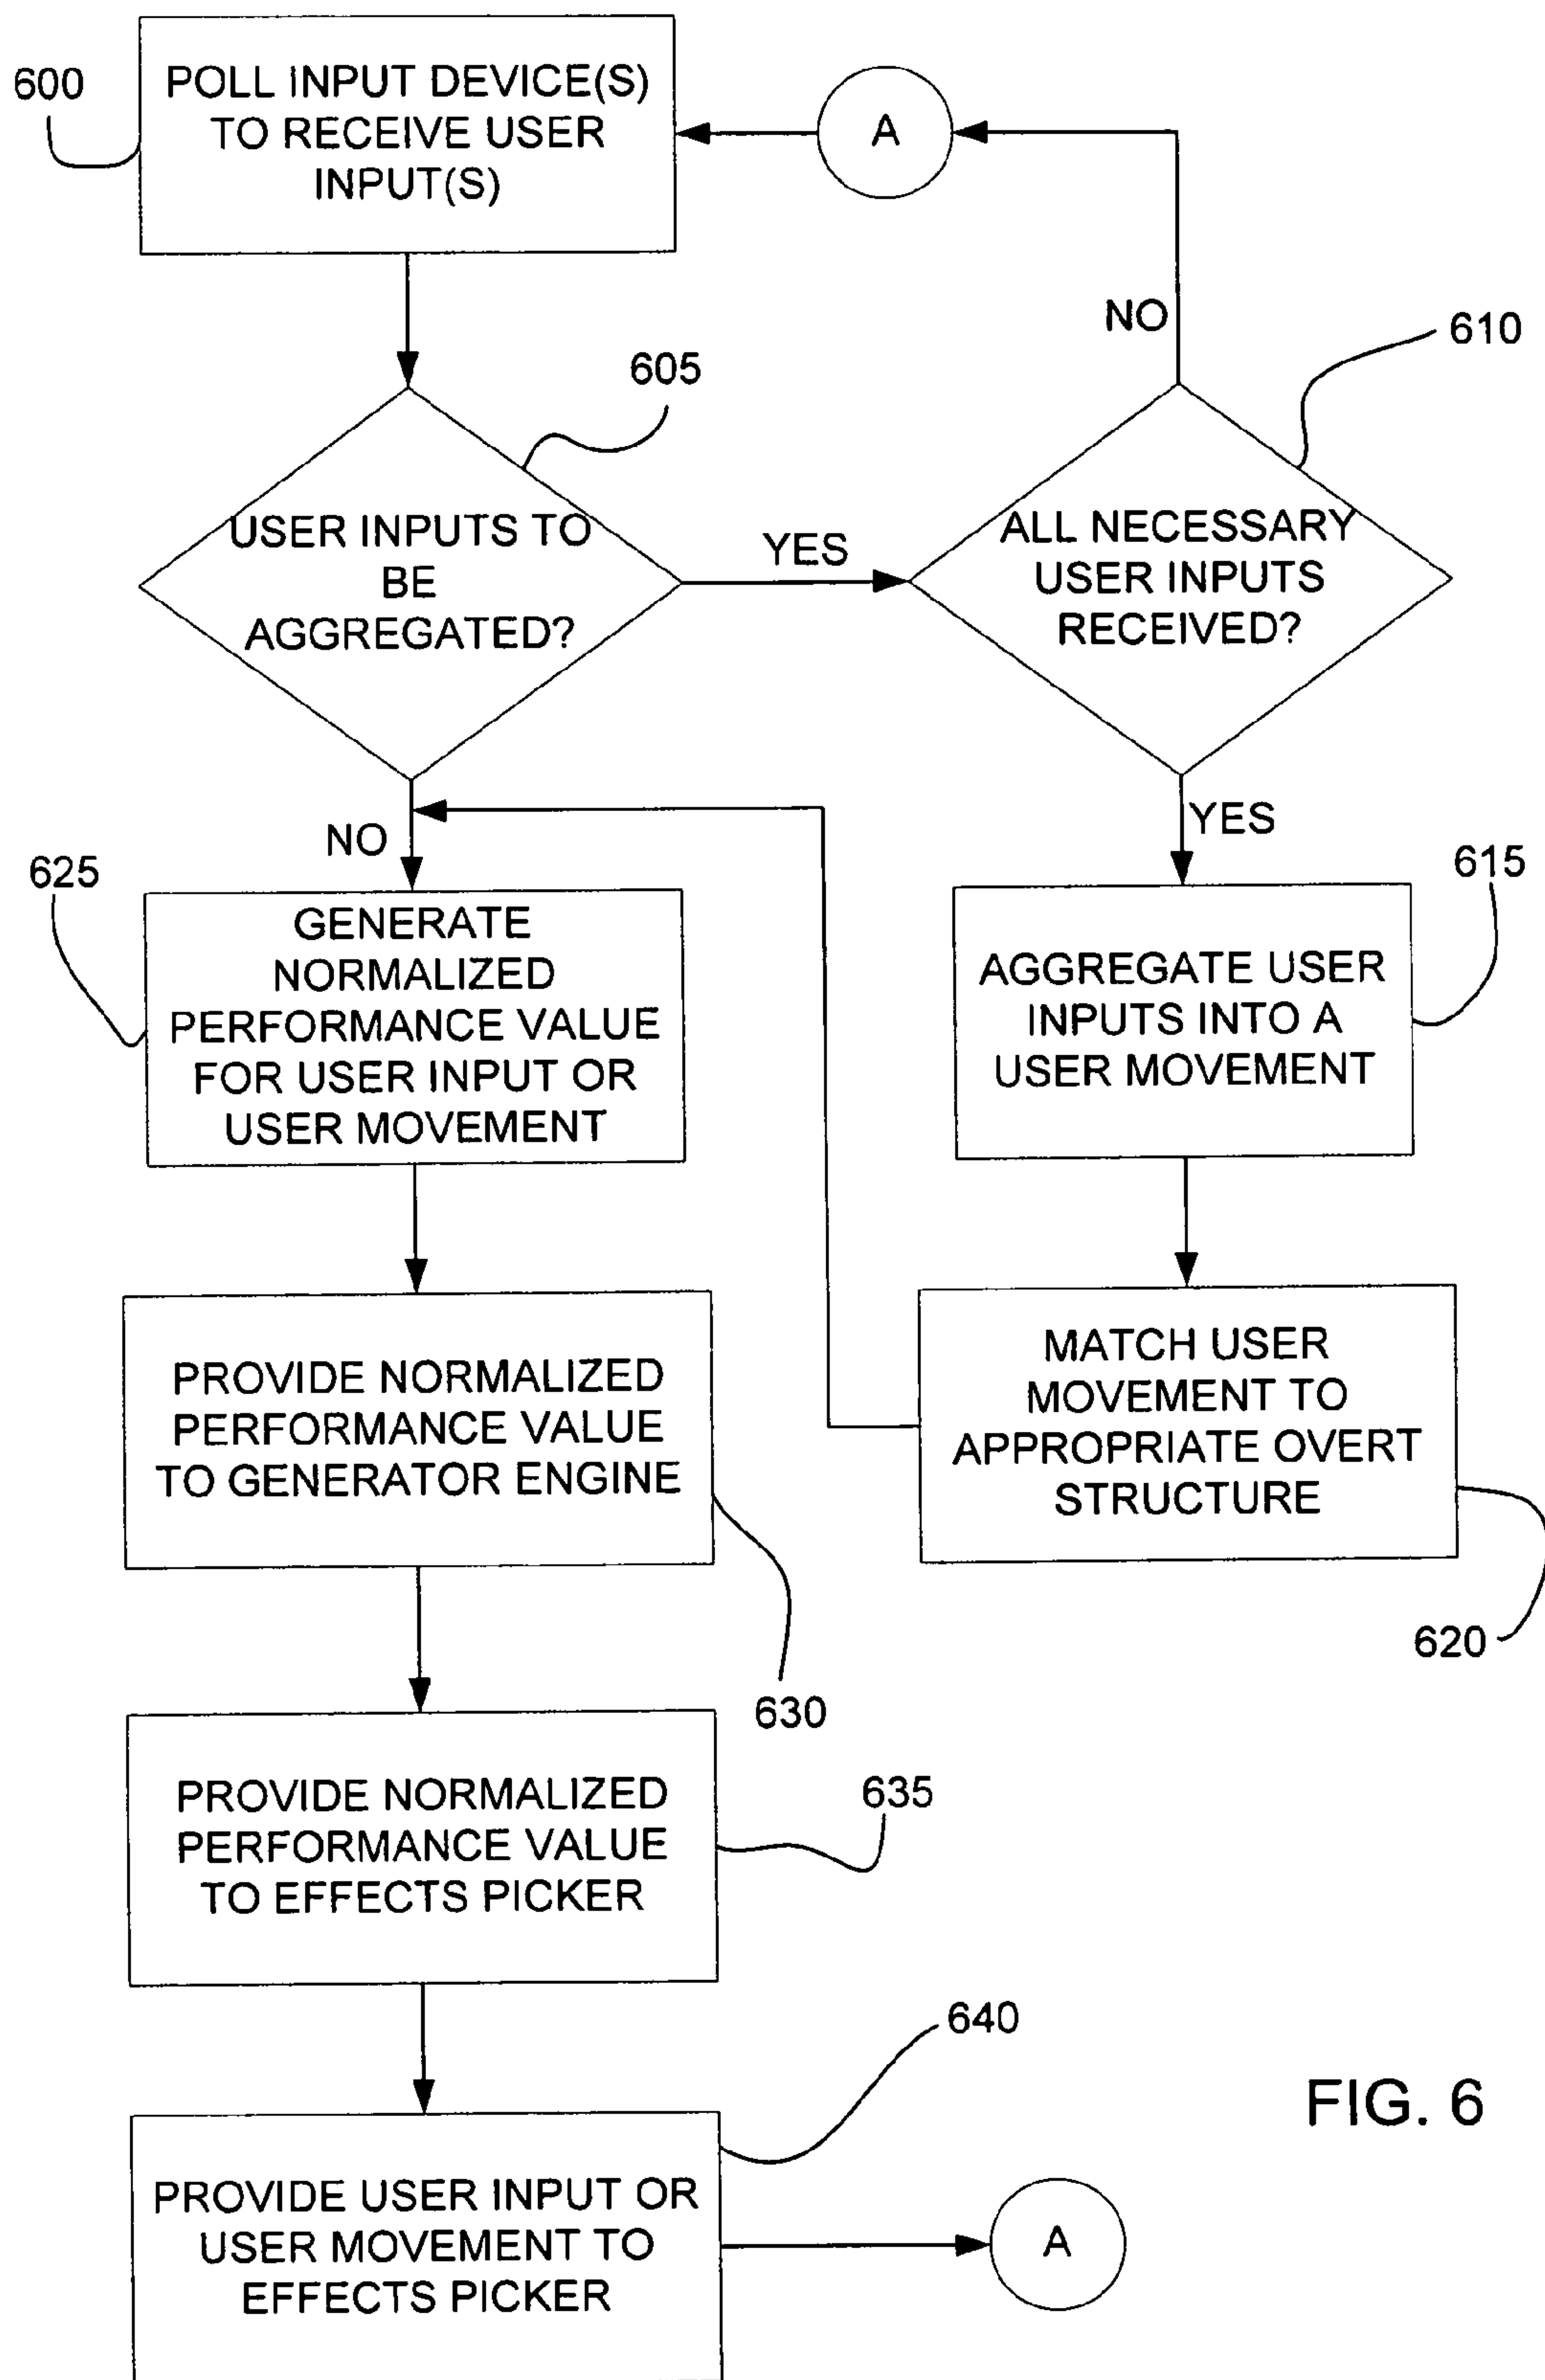 600
POLL INPUT DEVICE(S)
TO RECEIVE USER
INPUT(S)
A
NO
610
605
USER INPUTS TO
BE
AGGREGATED?
YES
ALL NECESSARY
USER INPUTS
RECEIVED?
NO
YES
625
GENERATE
NORMALIZED
PERFORMANCE VALUE
FOR USER INPUT OR
USER MOVEMENT
615
AGGREGATE USER
INPUTS INTO A
USER MOVEMENT
PROVIDE NORMALIZED
PERFORMANCE VALUE
TO GENERATOR ENGINE
630
MATCH USER
MOVEMENT TO
APPROPRIATE OVERT
STRUCTURE
620
PROVIDE NORMALIZED
PERFORMANCE VALUE
TO EFFECTS PICKER
635
640
PROVIDE USER INPUT OR
USER MOVEMENT TO
EFFECTS PICKER
A
FIG. 6